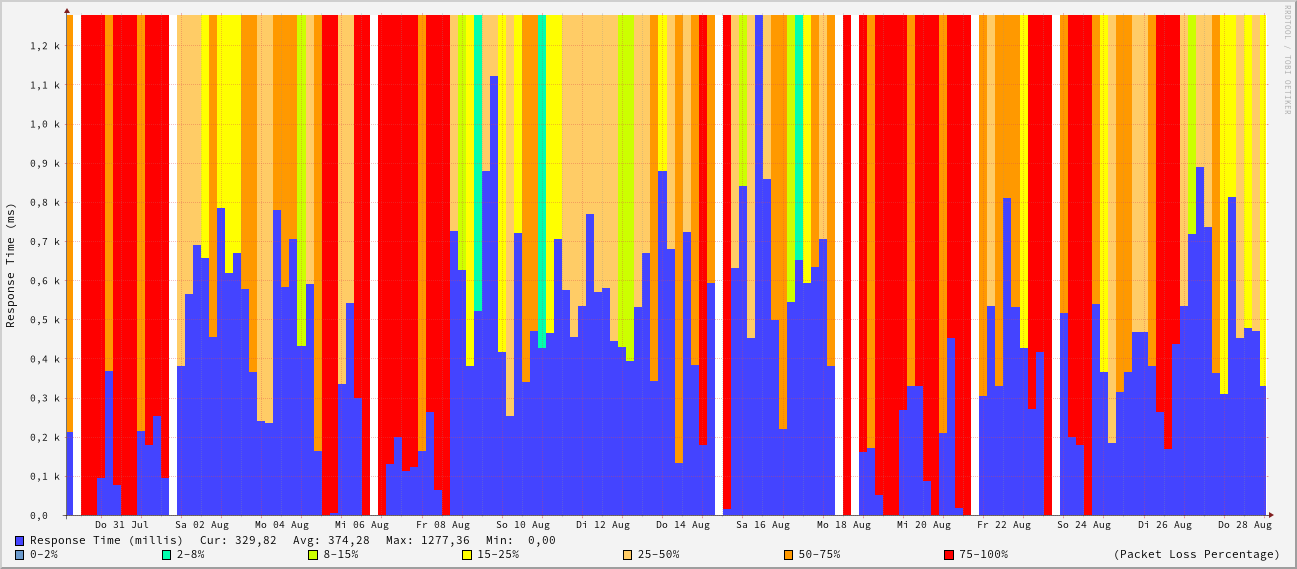 RRDTOOL / TOBI OETIKER
Response Time (ms)
1,2 k
1,1 k
1,0 k
0,9 k
0,8 k
0,7 k
0,6 k
0,5 k
0,4 k
0,3 k
0,2 k
0,1 k
0,0
Do 31 Jul Sa 02 Aug Mo 04 Aug Mi 06 Aug Fr 08 Aug So 10 Aug Di 12 Aug Do 14 Aug Sa 16 Aug Mo 18 Aug Mi 20 Aug Fr 22 Aug So 24 Aug Di 26 Aug Do 28 Aug
Response Time (millis) Cur: 329,82 Avg: 374,28 Max: 1277,36 Min: 0,00
0-2% 2-8% 8-15% 15-25% 25-50% 50-75% 75-100% (Packet Loss Percentage)